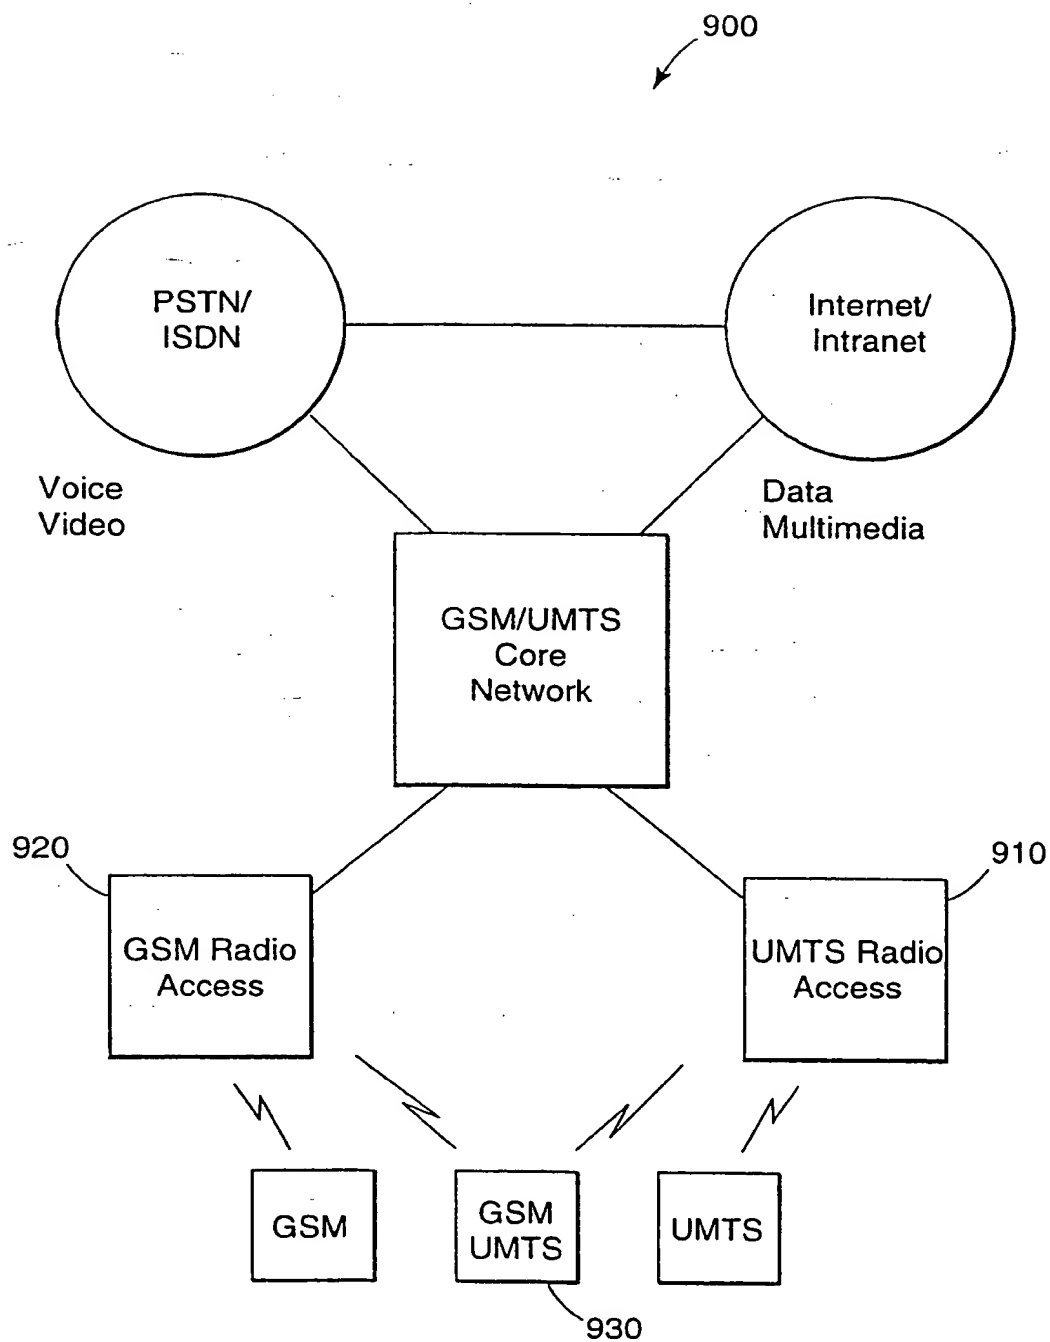 900
PSTN/
ISDN
Internet/
Intranet
Voice
Video
Data
Multimedia
GSM/UMTS
Core
Network
920
910
GSM Radio
Access
UMTS Radio
Access
GSM
GSM
UMTS
UMTS
930